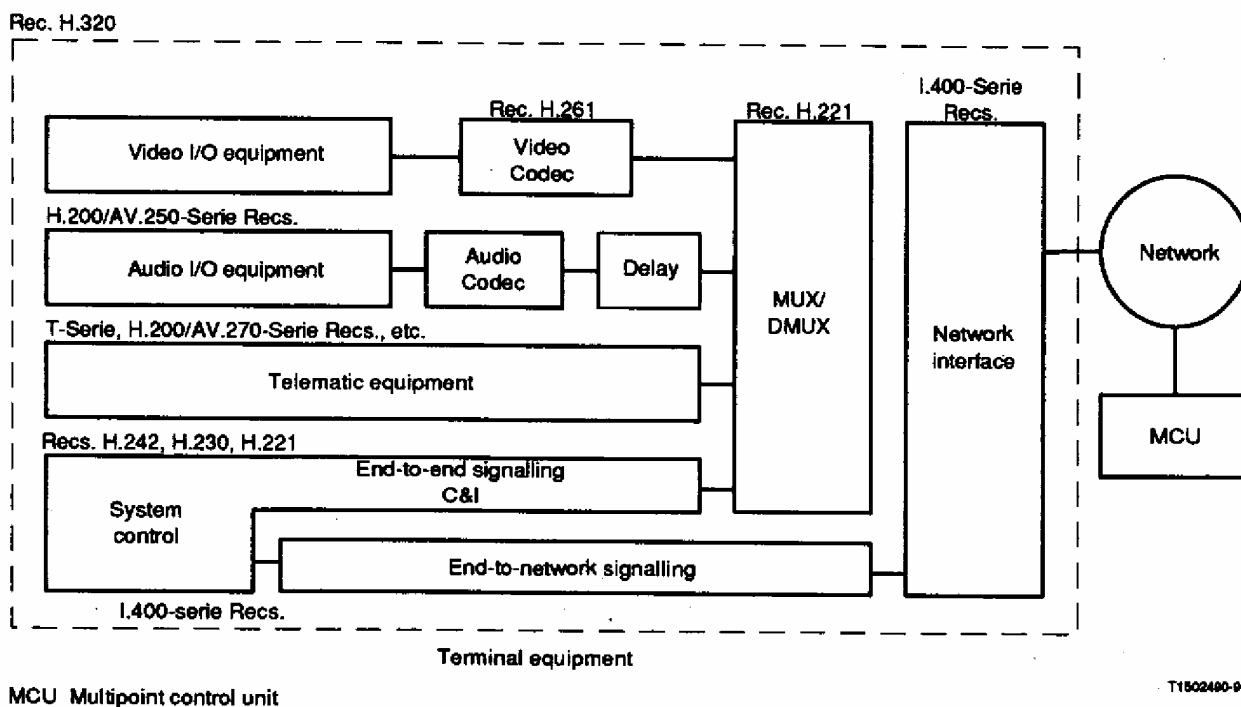 Rec. H.320
I.400-Serie
Recs.
Rec. H.261
Rec. H.221
Video I/O equipment
Video
Codec
H.200/AV.250-Serie Recs.
Audio I/O equipment
Audio
Codec
Delay
MUX/
DMUX
Network
interface
Network
MCU
T-Serie, H.200/AV.270-Serie Recs., etc.
Telematic equipment
Recs. H.242, H.230, H.221
End-to-end signalling
C&I
System
control
End-to-network signalling
I.400-serie Recs.
Terminal equipment
MCU Multipoint control unit
T1502490-9